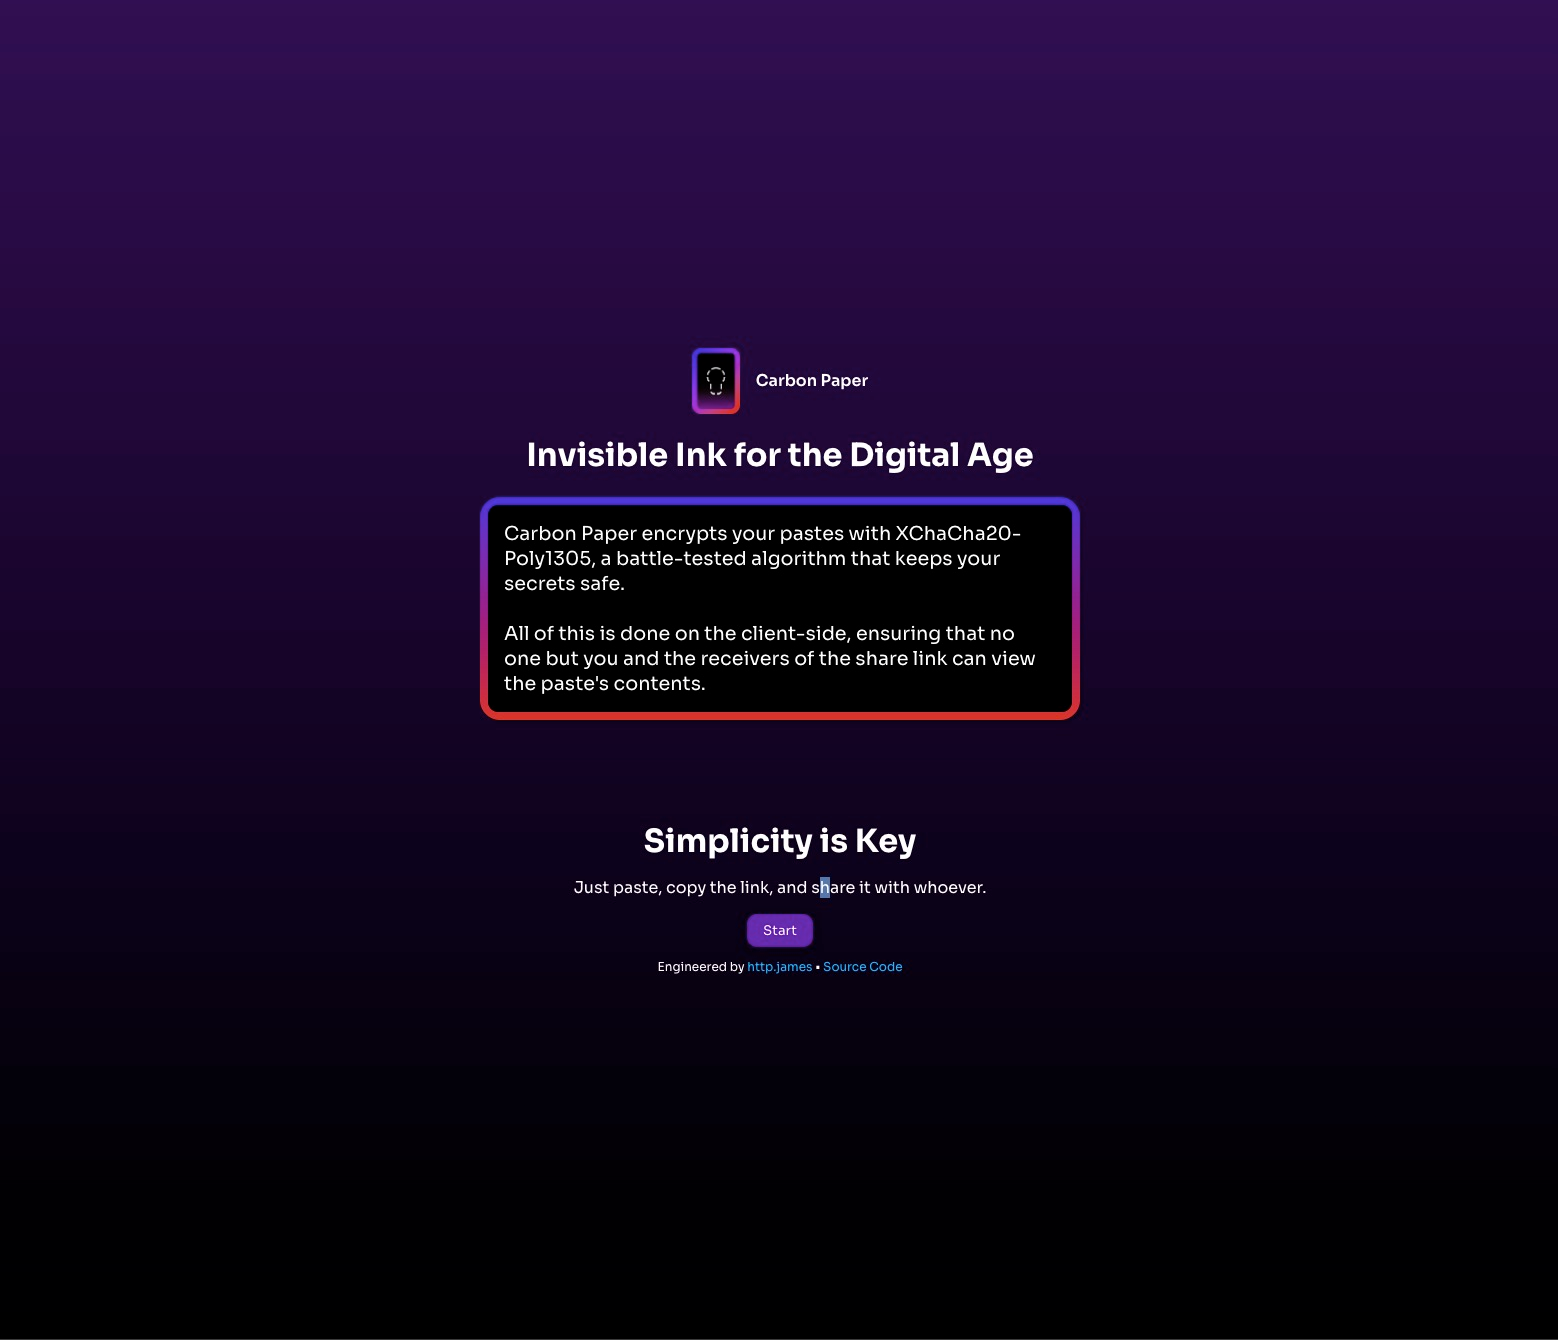 Carbon Paper
Invisible Ink for the Digital Age
Carbon Paper encrypts your pastes with XChaCha20-
Poly1305, a battle-tested algorithm that keeps your
secrets safe.
All of this is done on the client-side, ensuring that no
one but you and the receivers of the share link can view
the paste's contents.
Simplicity is Key
Just paste, copy the link, and share it with whoever.
Start
Engineered by http.james • Source Code